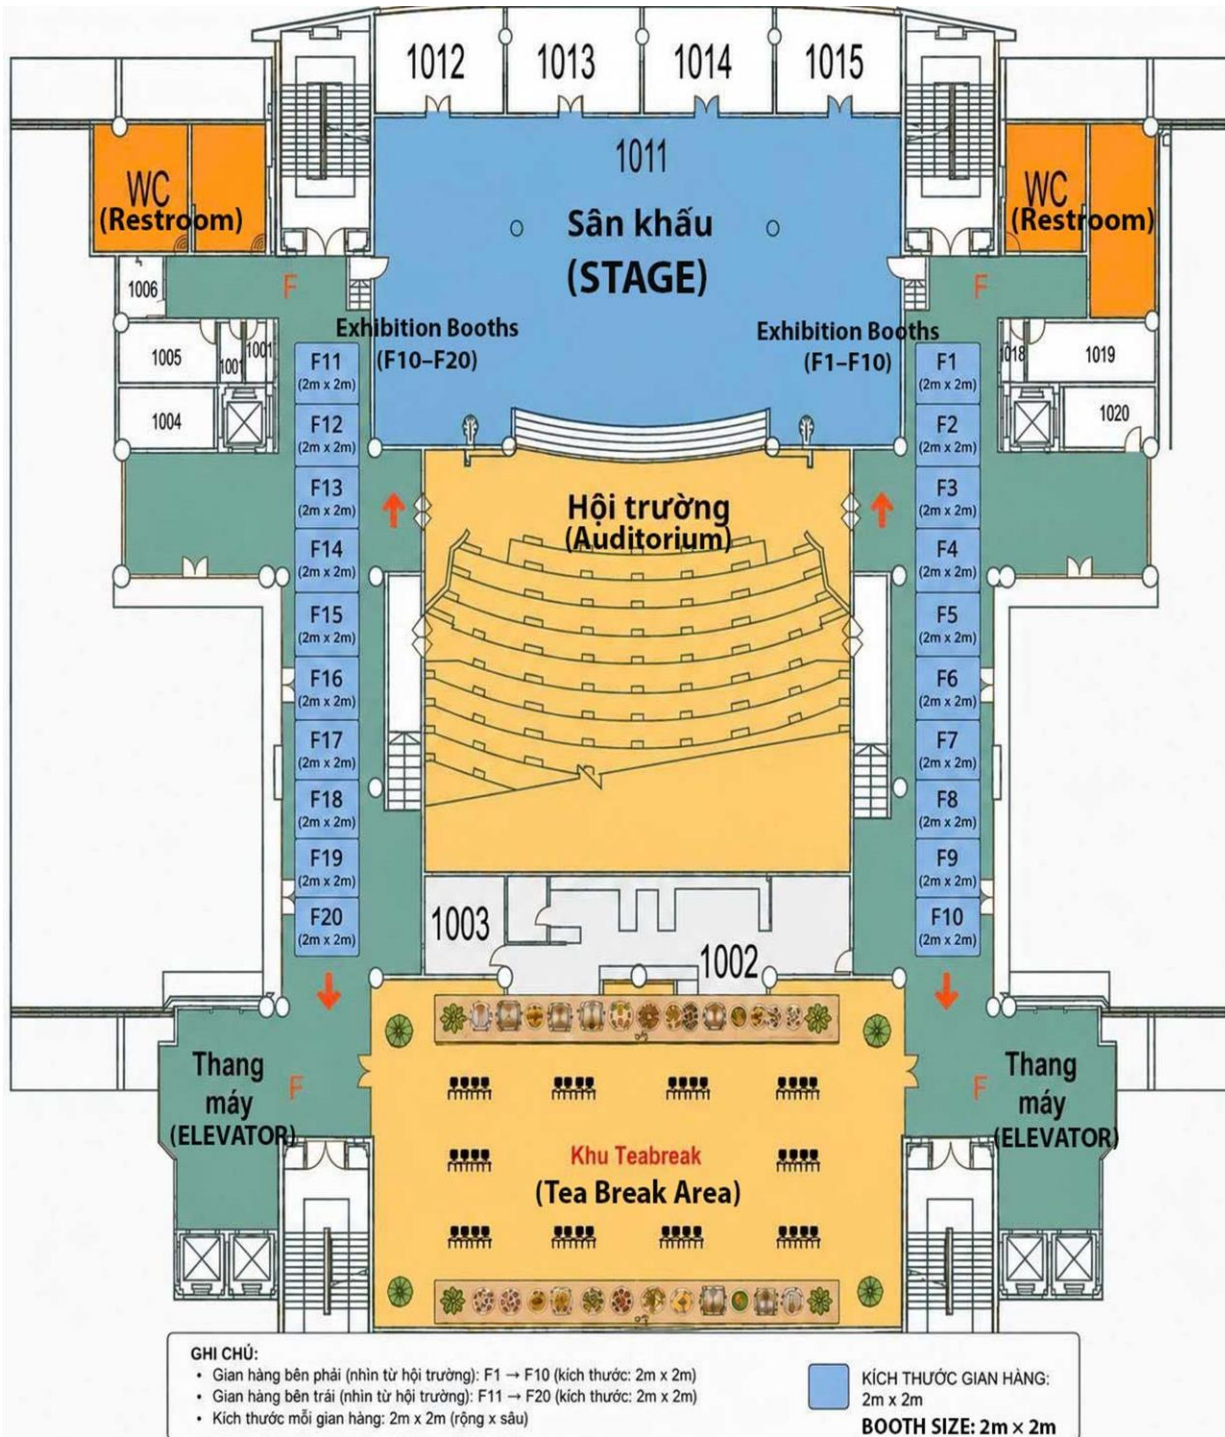 1012
1013
1014
1015
1011
WC
(Restroom)
Sân khấu
(STAGE)
WC
(Restroom)
F
F
1006
Exhibition Booths
(F10–F20)
Exhibition Booths
(F1–F10)
1005
1001
1001
1018
1019
1004
1020
F11
(2m x 2m)
F12
(2m x 2m)
F13
(2m x 2m)
F14
(2m x 2m)
F15
(2m x 2m)
F16
(2m x 2m)
F17
(2m x 2m)
F18
(2m x 2m)
F19
(2m x 2m)
F20
(2m x 2m)
F1
(2m x 2m)
F2
(2m x 2m)
F3
(2m x 2m)
F4
(2m x 2m)
F5
(2m x 2m)
F6
(2m x 2m)
F7
(2m x 2m)
F8
(2m x 2m)
F9
(2m x 2m)
F10
(2m x 2m)
Hội trường
(Auditorium)
1003
1002
Thang
máy
(ELEVATOR)
F
F
Thang
máy
(ELEVATOR)
Khu Teabreak
(Tea Break Area)
GHI CHÚ:
• Gian hàng bên phải (nhìn từ hội trường): F1 → F10 (kích thước: 2m x 2m)
• Gian hàng bên trái (nhìn từ hội trường): F11 → F20 (kích thước: 2m x 2m)
• Kích thước mỗi gian hàng: 2m x 2m (rộng x sâu)
KÍCH THƯỚC GIAN HÀNG:
2m x 2m
BOOTH SIZE: 2m × 2m